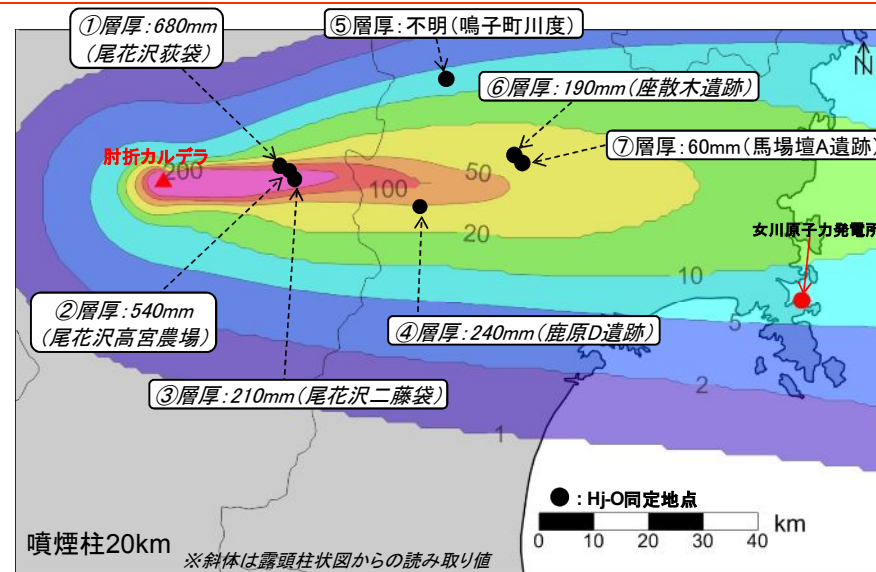 ①層厚：680mm
（尾花沢荻袋）
⑤層厚：不明（鳴子町川度）
⑥層厚：190mm（座散木遺跡）
⑦層厚：60mm（馬場壇A遺跡）
N
肘折カルデラ
200
100
50
20
10
5
2
1
女川原子力発電所
②層厚：540mm
（尾花沢高宮農場）
③層厚：210mm（尾花沢二藤袋）
④層厚：240mm（鹿原D遺跡）
●：Hj-O同定地点
km
0 10 20 30 40
噴煙柱20km
※斜体は露頭柱状図からの読み取り値